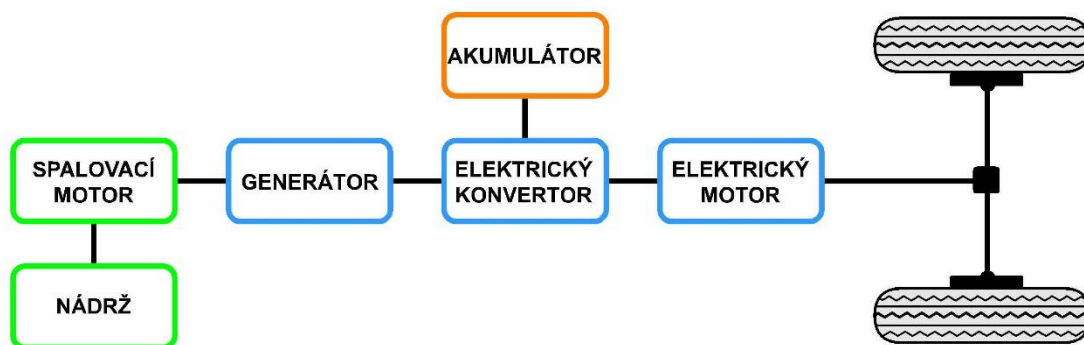 AKUMULÁTOR
SPALOVACÍ
MOTOR
GENERÁTOR
ELEKTRICKÝ
KONVERTOR
ELEKTRICKÝ
MOTOR
NÁDRŽ